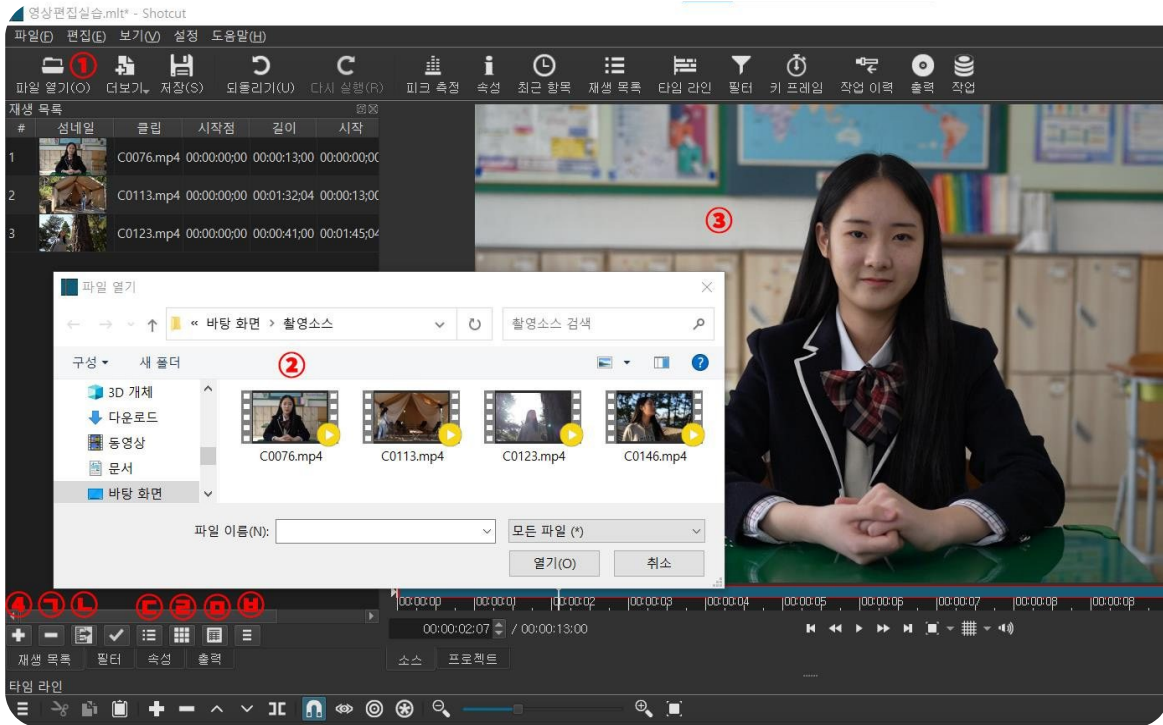 영상편집실습.mlt* - Shotcut
파일(F) 편집(E) 보기(V) 설정 도움말(H)
①
파일 열기(O) 더보기 저장(S) 되돌리기(U) 다시 실행(R) 피크 측정 속성 최근 항목 재생 목록 타임 라인 필터 키 프레임 작업 이력 출력 작업
재생 목록
# 섬네일 클립 시작점 길이 시작
1 C0076.mp4 00:00:00;00 00:00:13;00 00:00:00;00
2 C0113.mp4 00:00:00;00 00:01:32;04 00:00:13;00
3 C0123.mp4 00:00:00;00 00:00:41;00 00:01:45;04
③
파일 열기
« 바탕 화면 > 촬영소스 촬영소스 검색
구성 새 폴더
②
3D 개체
다운로드
동영상
문서
바탕 화면
C0076.mp4 C0113.mp4 C0123.mp4 C0146.mp4
파일 이름(N): 모든 파일 (*)
열기(O) 취소
④ ㉠ ㉡ ㉢ ㉣ ㉤ ㉥
00:00:00 00:00:01 00:00:02 00:00:03 00:00:04 00:00:05 00:00:06 00:00:07 00:00:08 00:00:08
00:00:02;07 / 00:00:13;00
재생 목록 필터 속성 출력 소스 프로젝트
타임 라인